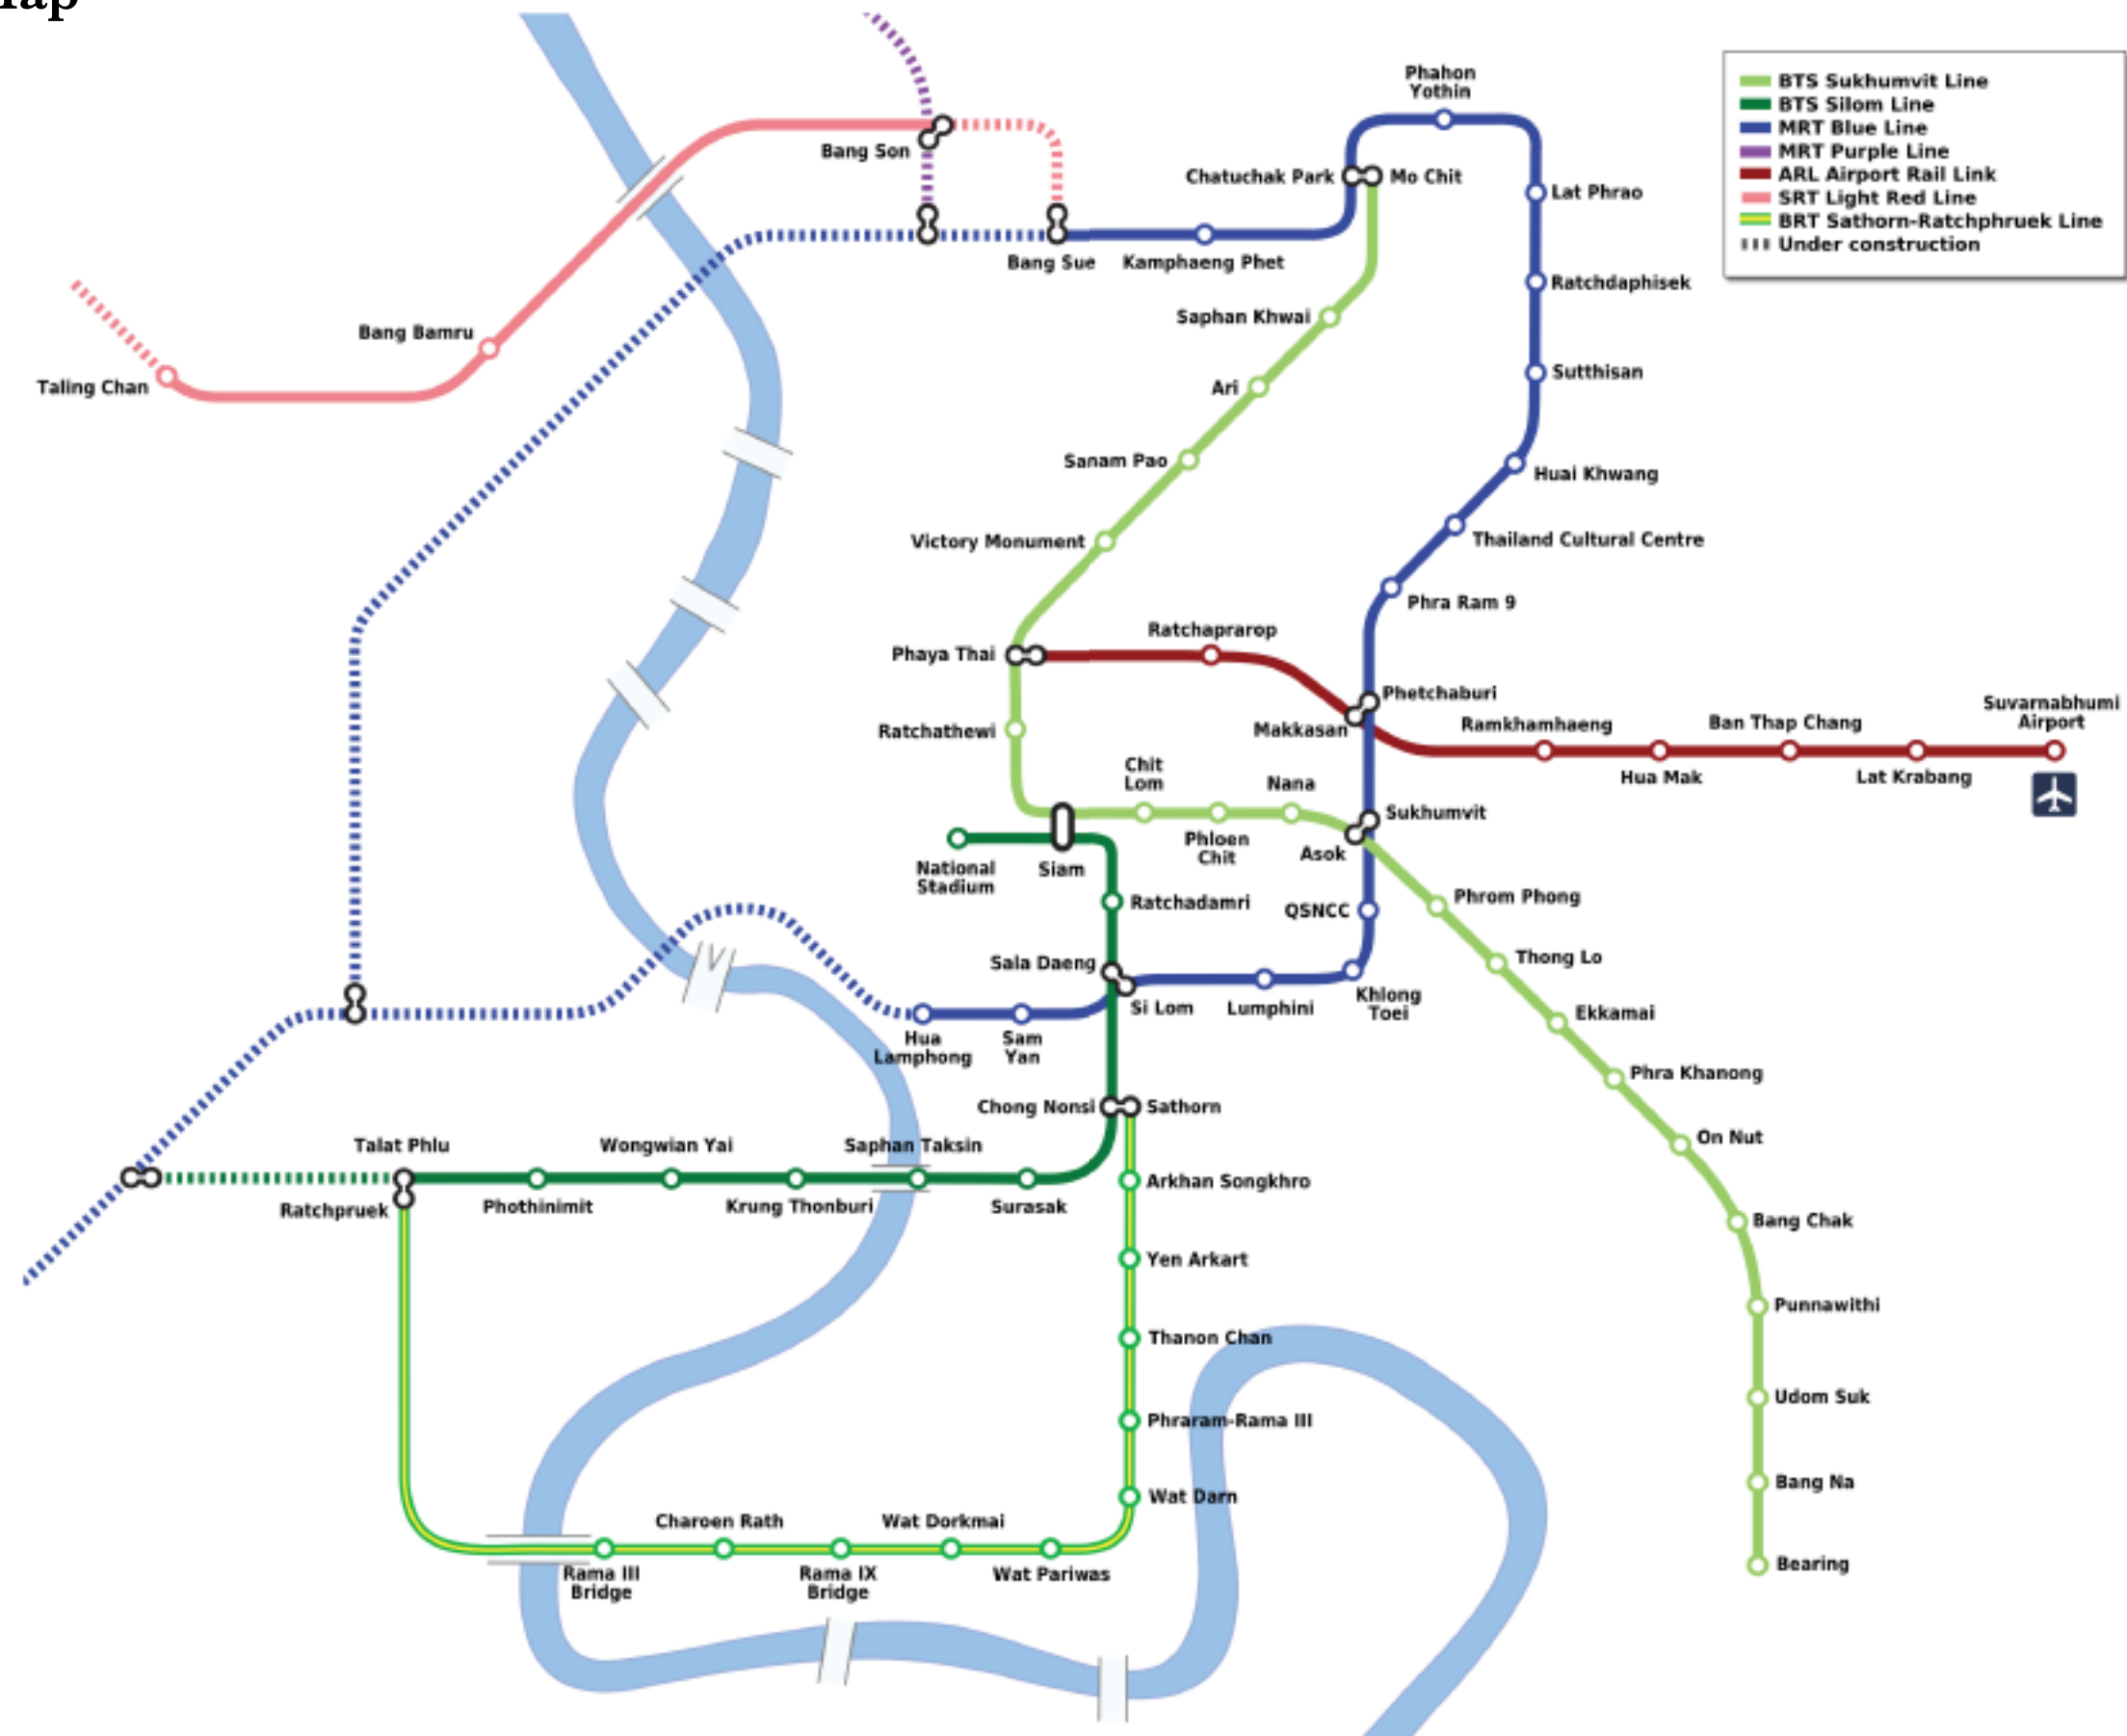 Phahon
Yothin
BTS Sukhumvit Line
BTS Silom Line
MRT Blue Line
MRT Purple Line
ARL Airport Rail Link
SRT Light Red Line
BRT Sathorn-Ratchphruek Line
Under construction
Bang Son
Chatuchak Park
Mo Chit
Lat Phrao
Bang Sue
Kamphaeng Phet
Ratchdaphisek
Saphan Khwai
Bang Bamru
Taling Chan
Ari
Sutthisan
Sanam Pao
Huai Khwang
Victory Monument
Thailand Cultural Centre
Phra Ram 9
Ratchaprarop
Phaya Thai
Phetchaburi
Makkasan
Ramkhamhaeng
Ban Thap Chang
Suvarnabhumi
Airport
Ratchathewi
Hua Mak
Lat Krabang
Chit
Lom
Nana
Sukhumvit
Phloen
Chit
Asok
National
Stadium
Siam
Ratchadamri
QSNCC
Phrom Phong
Sala Daeng
Thong Lo
Si Lom
Lumphini
Khlong
Toei
Ekkamai
Hua
Lamphong
Sam
Yan
Phra Khanong
Chong Nonsi
Sathorn
On Nut
Talat Phlu
Wongwian Yai
Saphan Taksin
Arkhan Songkhro
Ratchpruek
Phothinimit
Krung Thonburi
Surasak
Bang Chak
Yen Arkart
Punnawithi
Thanon Chan
Udom Suk
Phraram-Rama III
Bang Na
Wat Darn
Charoen Rath
Wat Dorkmai
Rama III
Bridge
Rama IX
Bridge
Wat Pariwas
Bearing